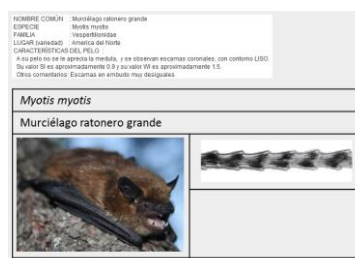 NOMBRE COMÚN : Murciélago ratonero grande
ESPECIE : Myotis myotis
FAMILIA : Vespertilionidae
LUGAR (variedad) : America del Norte
CARACTERÍSTICAS DEL PELO :
A su pelo no se le aprecia la medula, y se observan escamas coronales, con contorno LISO.
Su valor SI es aproximadamente 0.9 y su valor WI es aproximadamente 1.5.
Otros comentarios: Escamas en embudo muy desiguales
Myotis myotis
Murciélago ratonero grande